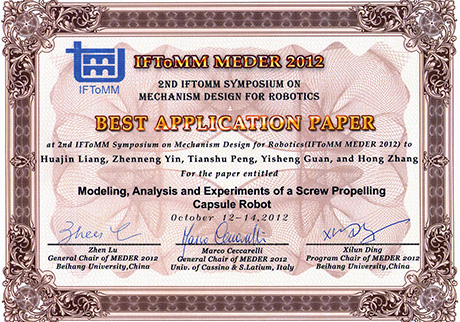 IFToMM
IFToMM MEDER 2012
2ND IFTOMM SYMPOSIUM ON
MECHANISM DESIGN FOR ROBOTICS
BEST APPLICATION PAPER
at 2nd IFToMM Symposium on Mechanism Design for Robotics(IFToMM MEDER 2012) to
Huajin Liang, Zhenneng Yin, Tianshu Peng, Yisheng Guan, and Hong Zhang
For the paper entitled
Modeling, Analysis and Experiments of a Screw Propelling
Capsule Robot
October 12-14,2012
Marco Ceccarelli
Zhen Lu
General Chair of MEDER 2012
Beihang University,China
Marco Ceccarelli
General Chair of MEDER 2012
Univ. of Cassino & S.Latium, Italy
Xilun Ding
Program Chair of MEDER 2012
Beihang University,China